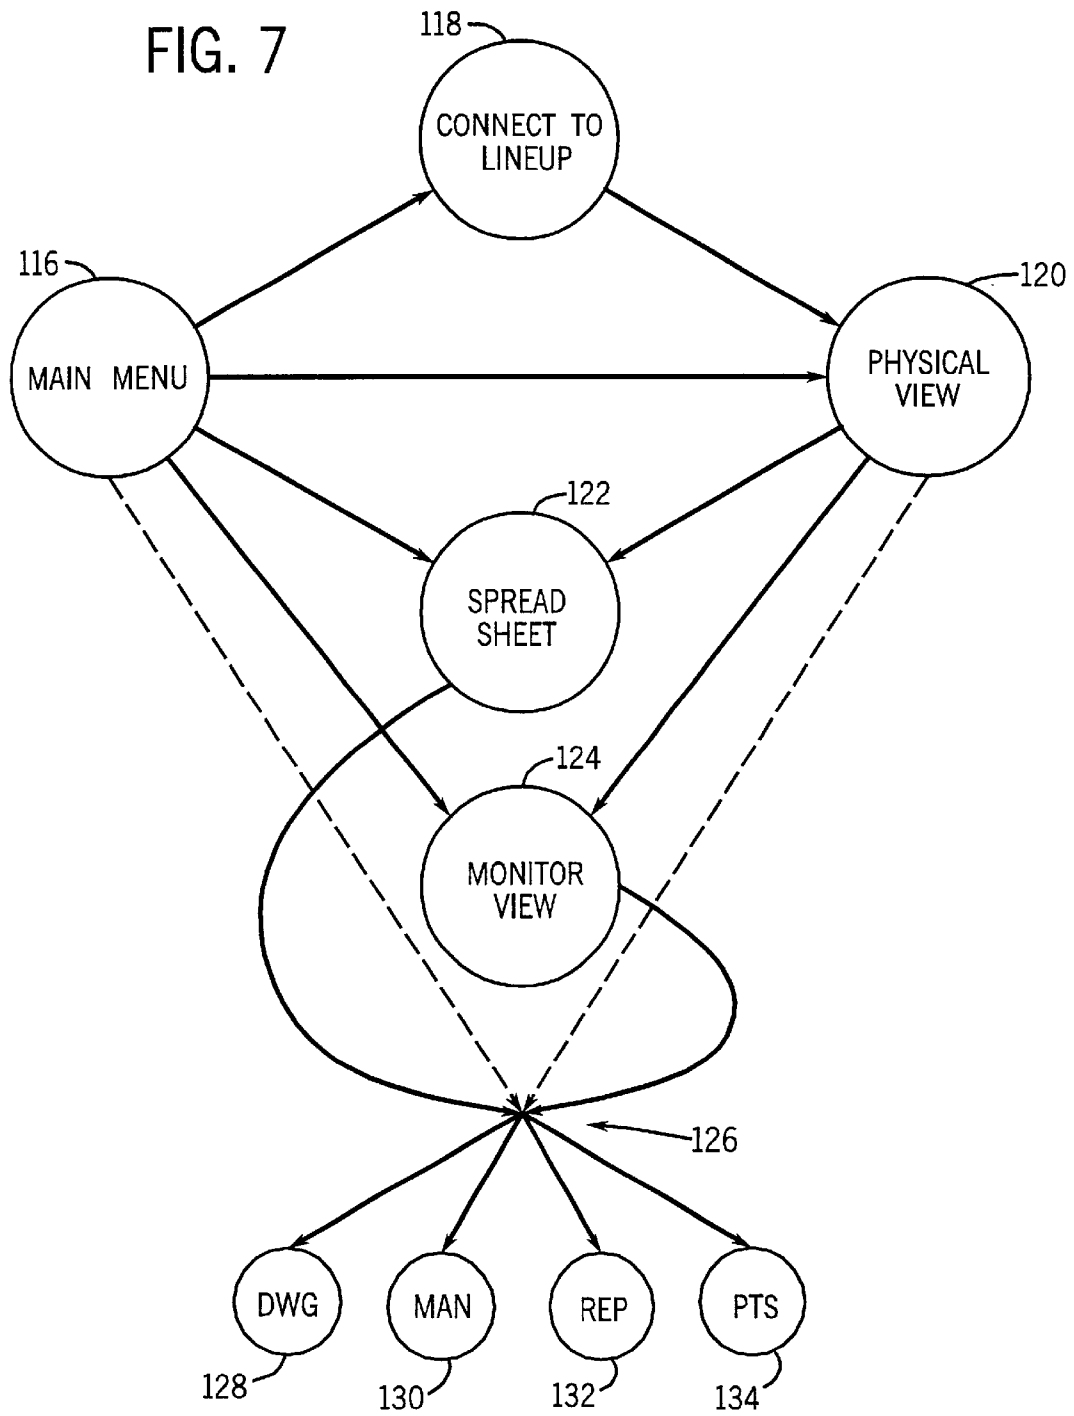 FIG. 7
118
CONNECT TO
LINEUP
116
MAIN MENU
120
PHYSICAL
VIEW
122
SPREAD
SHEET
124
MONITOR
VIEW
126
DWG
MAN
REP
PTS
128
130
132
134